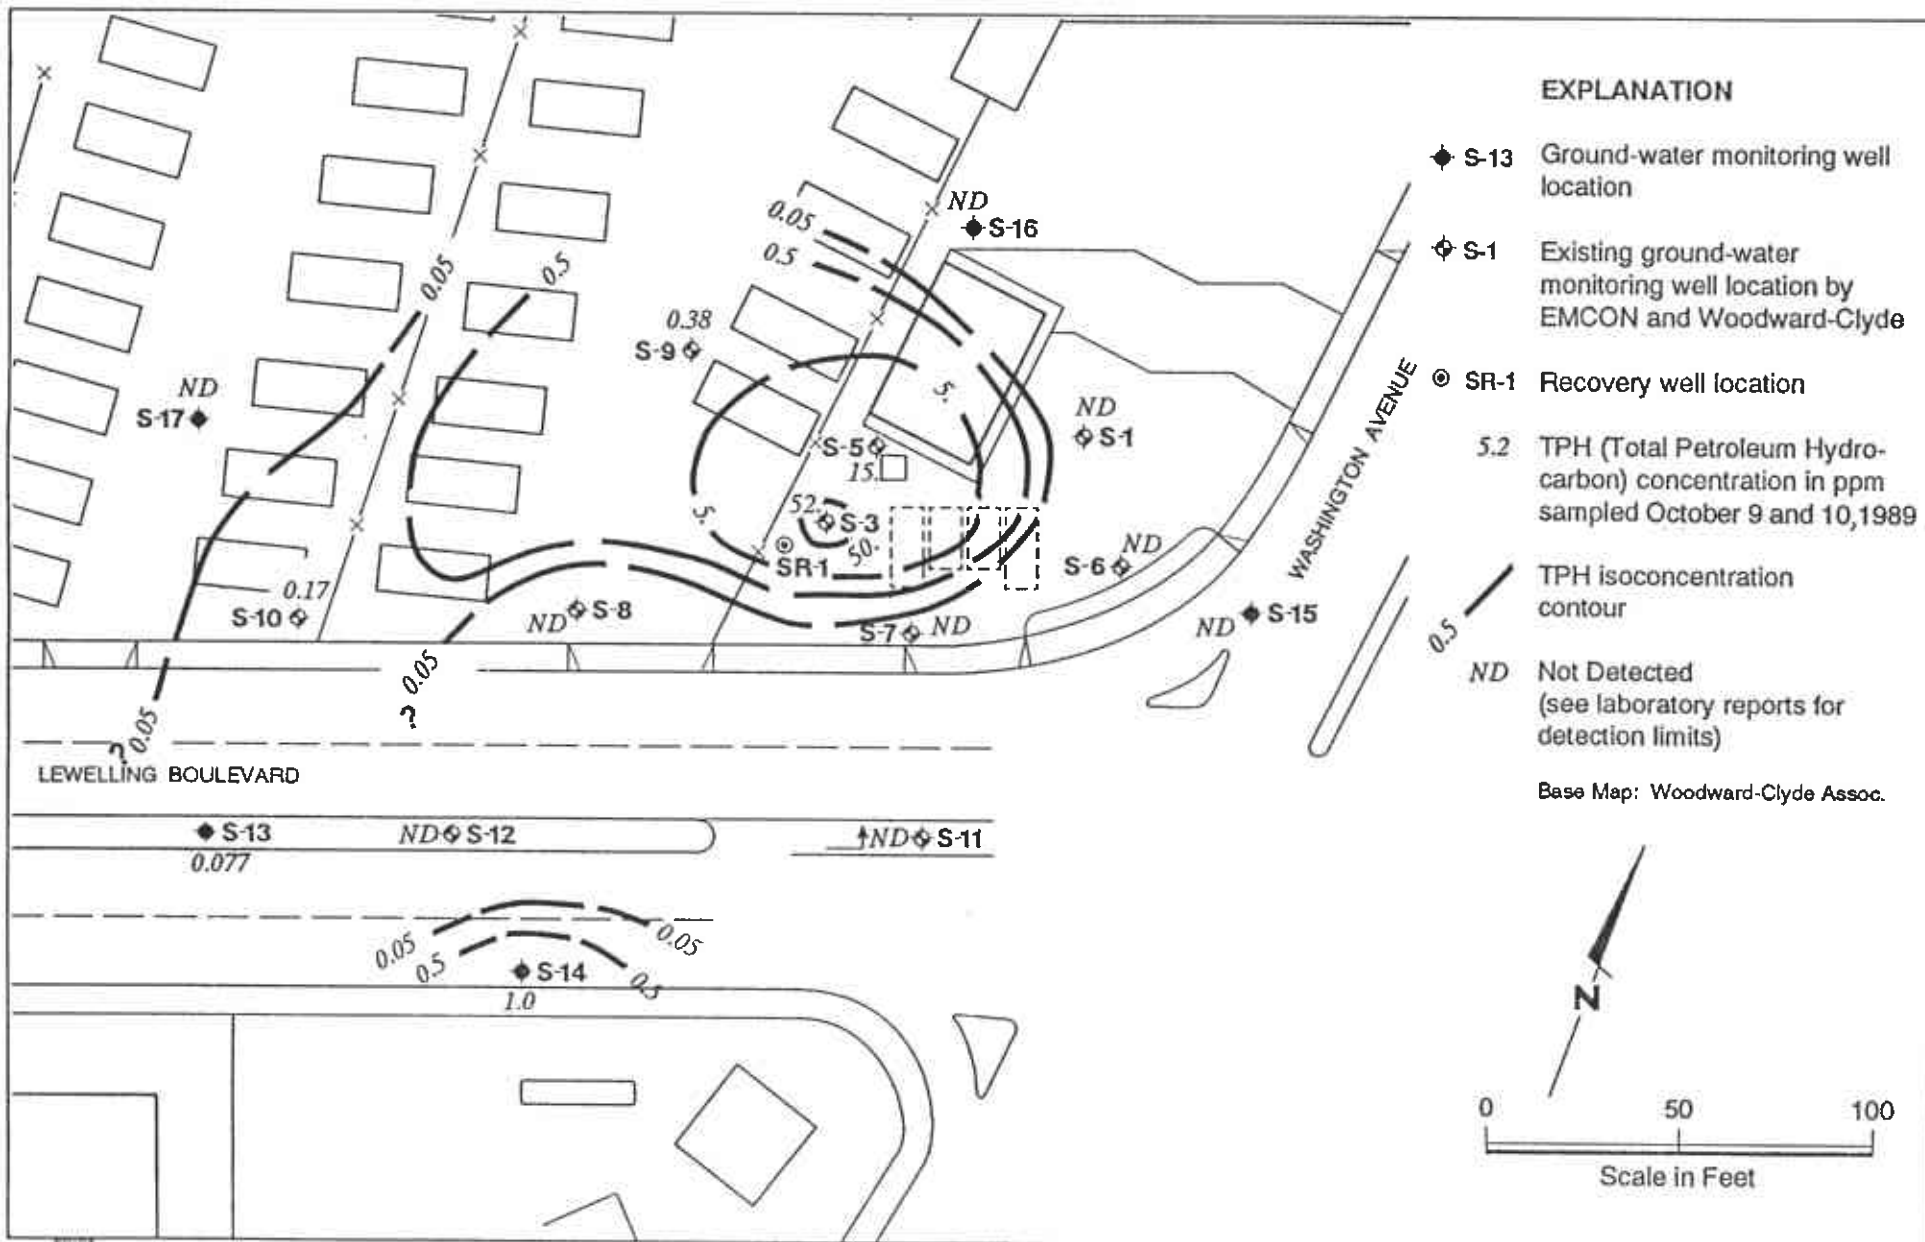 EXPLANATION
S-13 Ground-water monitoring well
location
S-1 Existing ground-water
monitoring well location by
EMCON and Woodward-Clyde
SR-1 Recovery well location
5.2 TPH (Total Petroleum Hydro-
carbon) concentration in ppm
sampled October 9 and 10,1989
0.5 TPH isoconcentration
contour
ND Not Detected
(see laboratory reports for
detection limits)
Base Map: Woodward-Clyde Assoc.
N
0 50 100
Scale in Feet
WASHINGTON AVENUE
LEWELLING BOULEVARD
ND
S-16
0.05
0.5
0.05
0.5
0.38
S-9
ND
S-17
5.
ND
S-1
S-5
15.
52.
S-3
50.
5.
SR-1
ND
S-6
0.17
S-10
ND S-8
S-7 ND
ND S-15
0.05
?
0.05
?
S-13
0.077
ND S-12
ND S-11
0.05
0.5
0.05
0.5
S-14
1.0